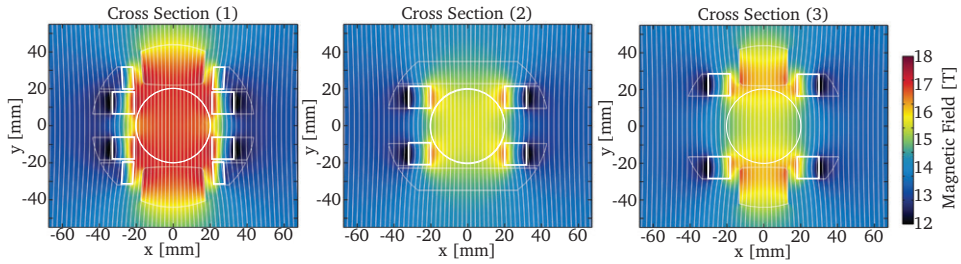 Cross Section (1)
Cross Section (2)
Cross Section (3)
y [mm]
40
20
0
-20
-40
-60 -40 -20 0 20 40 60
x [mm]
y [mm]
40
20
0
-20
-40
-60 -40 -20 0 20 40 60
x [mm]
y [mm]
40
20
0
-20
-40
-60 -40 -20 0 20 40 60
x [mm]
18
17
16
15
14
13
12
Magnetic Field [T]